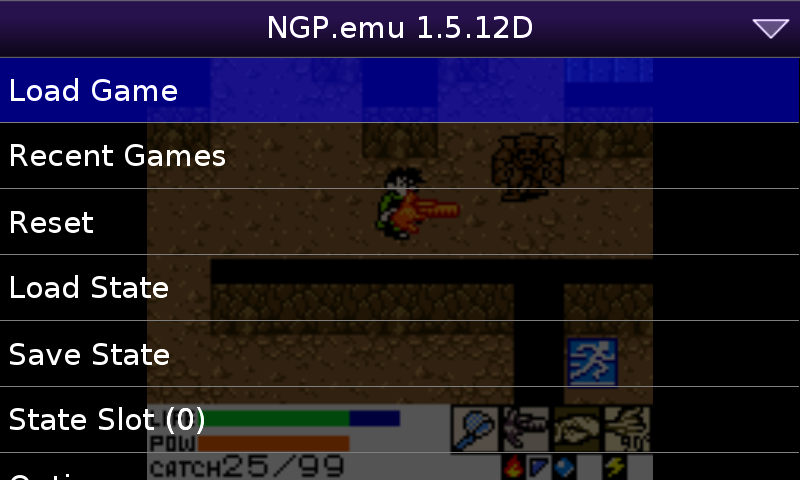 NGP.emu 1.5.12D
Load Game
Recent Games
Reset
Load State
Save State
State Slot (0)
POW
CATCH25/99
90°